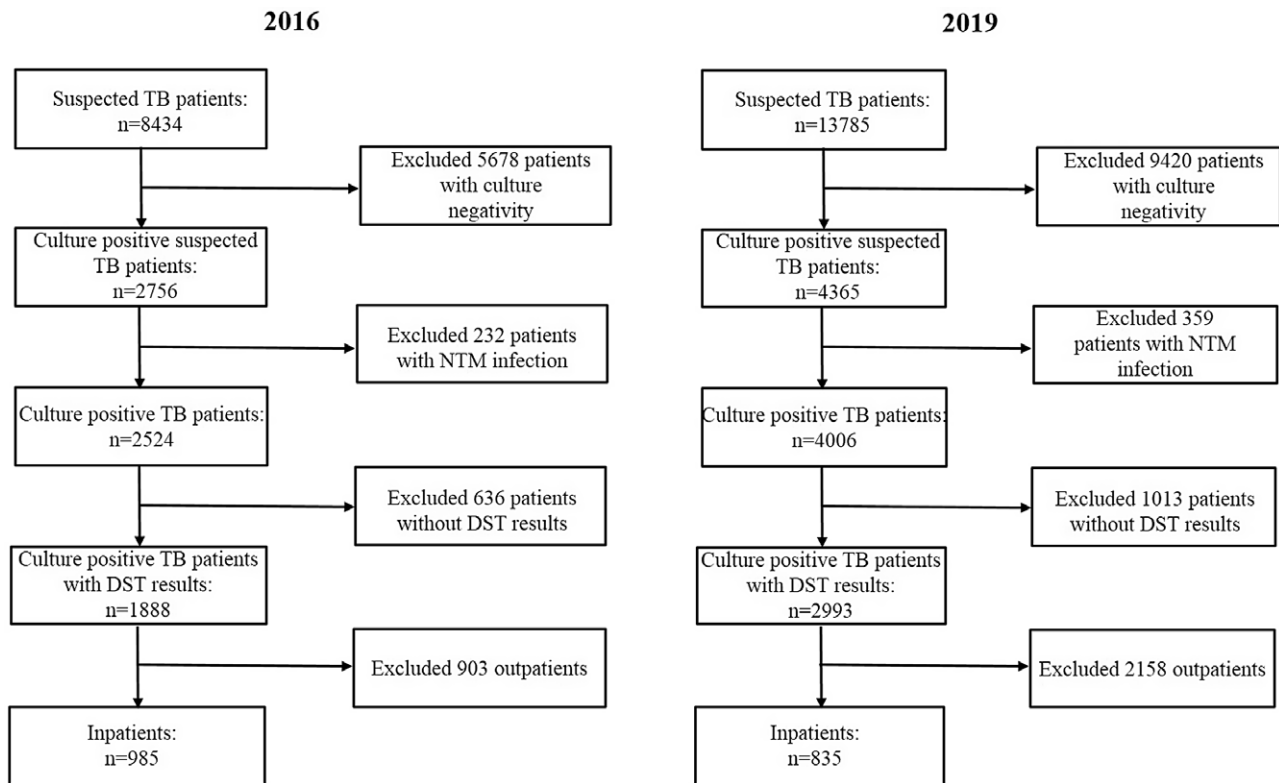 2016
Suspected TB patients:
n=8434
Excluded 5678 patients
with culture
negativity
Culture positive suspected
TB patients:
n=2756
Excluded 232 patients
with NTM infection
Culture positive TB patients:
n=2524
Excluded 636 patients
without DST results
Culture positive TB patients
with DST results:
n=1888
Excluded 903 outpatients
Inpatients:
n=985
2019
Suspected TB patients:
n=13785
Excluded 9420 patients
with culture
negativity
Culture positive suspected
TB patients:
n=4365
Excluded 359
patients with NTM
infection
Culture positive TB patients:
n=4006
Excluded 1013 patients
without DST results
Culture positive TB patients
with DST results:
n=2993
Excluded 2158 outpatients
Inpatients:
n=835